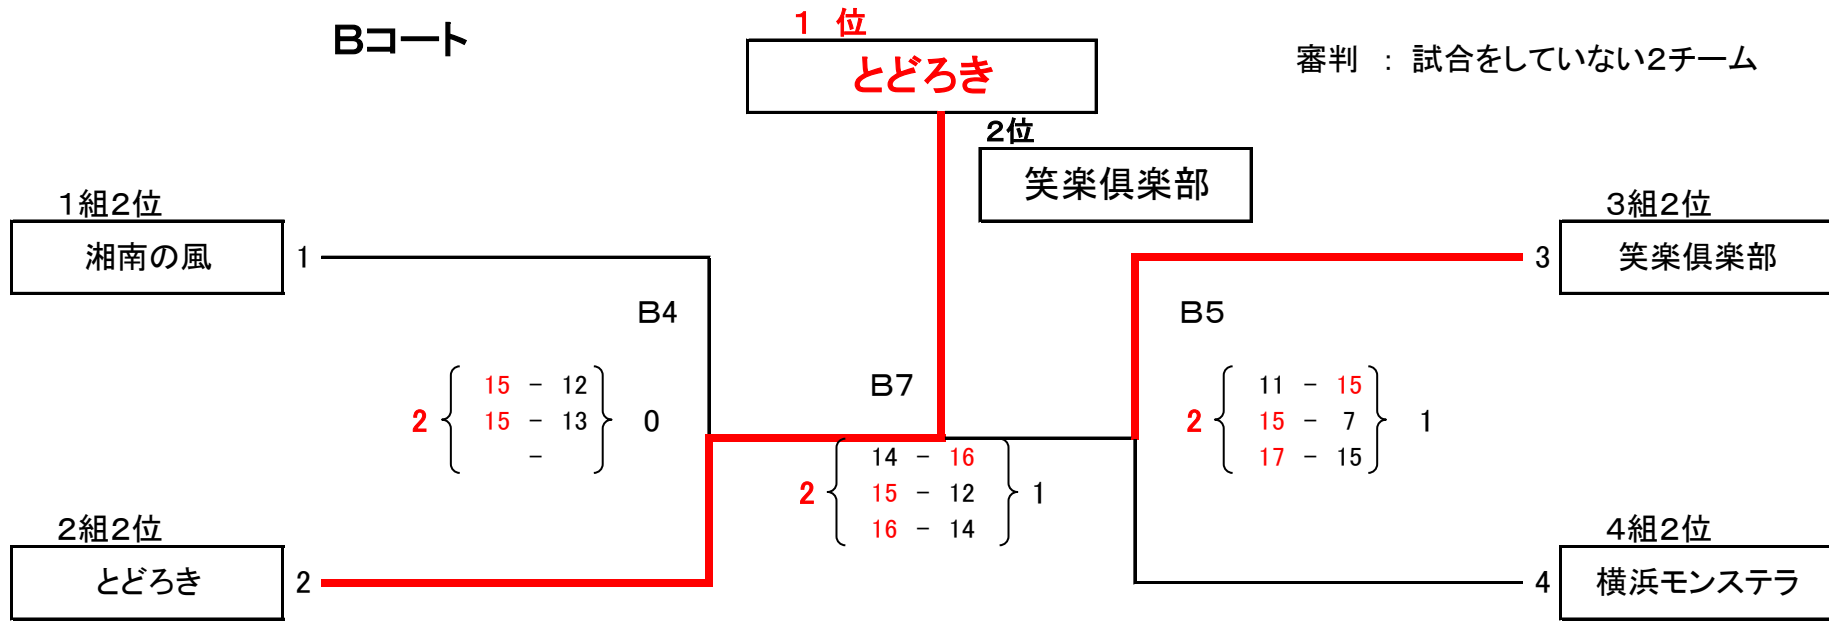 Bコート
1 位
とどろき
審判 : 試合をしていない2チーム
2位
笑楽倶楽部
1組2位
湘南の風 1
3組2位
3 笑楽倶楽部
B4
B5
B7
2 { 15 - 12 } 0
15 - 13
-
2 { 11 - 15 } 1
15 - 7
17 - 15
2 { 14 - 16 } 1
15 - 12
16 - 14
2組2位
とどろき 2
4組2位
4 横浜モンステラ